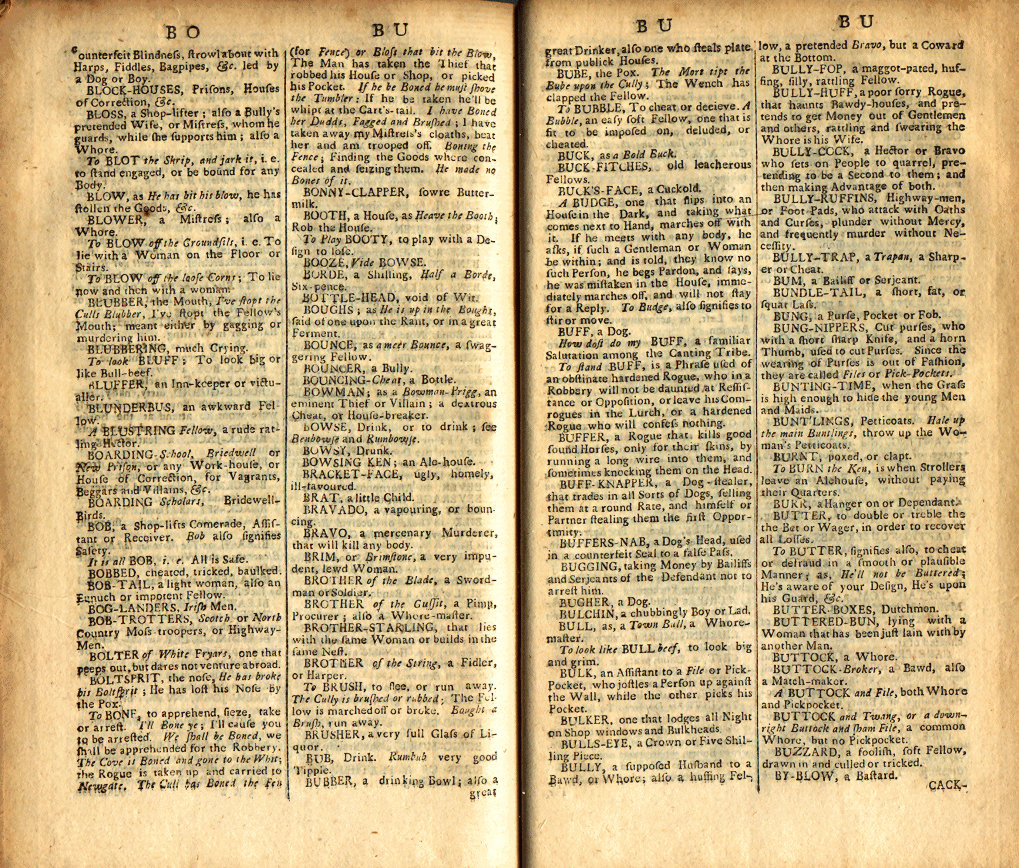 B O
ounterfeit Blindneſs, ſtrowl about with
Harps, Fiddles, Bagpipes, &c. led by
a Dog or Boy.
BLOCK-HOUSES, Priſons, Houſes
of Correction, &c.
BLOSS, a Shop-lifter; alſo a Bully's
pretended Wife, or Miſtreſs, whom he
guards, while ſhe ſupports him; alſo a
Whore.
To BLOT the Skrip, and jark it, i. e.
to ſtand engaged, or be bound for any
Body.
BLOW, as He has bit his blow, he has
ſtollen the Goods, &c.
BLOWER, a Miſtreſs; alſo a
Whore.
To BLOW off the Groundſils, i. e. To
lie with a Woman on the Floor or
Stairs.
To BLOW off the looſe Corns; To lie
now and then with a woman.
BLUBBER, the Mouth, I've ſtopt the
Culls Blubber, I've ſtopt the Fellow's
Mouth; meant either by gagging or
murdering him.
BLUBBERING, much Crying.
To look BLUFF; To look big or
like Bull-beef.
BLUFFER, an Inn-keeper or victu-
aller.
BLUNDERBUS, an awkward Fel-
low.
A BLUSTRING Fellow, a rude rat-
ling Hector.
BOARDING-School, Briedwell or
New Priſon, or any Work-houſe, or
Houſe of Correction, for Vagrants,
Beggars and Villains, &c.
BOARDING Scholars, Bridewell-
Birds.
BOB, a Shop-lifts Comerade, Aſſiſ-
tant or Receiver. Bob alſo ſignifies
Safety.
It is all BOB, i. e. All is Safe.
BOBBED, cheated, tricked, baulked.
BOB-TAIL, a light woman, alſo an
Eunuch or impotent Fellow.
BOG-LANDERS, Iriſh Men.
BOB-TROTTERS, Scotch or North
Country Moſs-troopers, or Highway-
Men.
BOLTER of White Fryars, one that
peeps out, but dares not venture abroad.
BOLTSPRIT, the noſe, He has broke
his Boltſprit; He has loſt his Noſe by
the Pox.
To BONE, to apprehend, ſieze, take
or arreſt. I'll Bone ye; I'll cauſe you
to be arreſted. We ſhall be Boned, we
ſhall be apprehended for the Robbery.
The Cove is Boned and gone to the Whit;
the Rogue is taken up and carried to
Newgate. The Cull has Boned the Fen
B U
(for Fence) or Bloſs that bit the Blow,
The Man has taken the Thief that
robbed his Houſe or Shop, or picked
his Pocket. If he be Boned he muſt ſhove
the Tumbler: If he be taken he'll be
whipt at the Cart's-tail. I have Boned
her Dudds, Fagged and Bruſhed; I have
taken away my Miſtreſs's cloaths, beat
her and am trooped off. Boning the
Fence; Finding the Goods where con-
cealed and ſeizing them. He made no
Bones of it.
BONNY-CLAPPER, ſowre Butter-
milk.
BOOTH, a Houſe, as Heave the Booth;
Rob the Houſe.
To Play BOOTY, to play with a De-
ſign to loſe.
BOOZE, Vide BOWSE.
BORDE, a Shilling, Half a Borde,
Six-pence.
BOTTLE-HEAD, void of Wit.
BOUGHS; as He is up in the Boughs,
ſaid of one upon the Rant, or in a great
Ferment.
BOUNCE, as a meer Bounce, a ſwag-
gering Fellow.
BOUNCER, a Bully.
BOUNCING-Cheat, a Bottle.
BOWMAN; as a Bowman-Prigg, an
eminent Thief or Villain; a dextrous
Cheat, or Houſe-breaker.
BOWSE, Drink, or to drink; ſee
Benbowſe and Rumbowſe.
BOWSY, Drunk.
BOWSING KEN; an Ale-houſe.
BRACKET-FACE, ugly, homely,
ill-favoured.
BRAT, a little Child.
BRAVADO, a vapouring, or boun-
cing.
BRAVO, a mercenary Murderer,
that will kill any body.
BRIM, or Brimſtone, a very impu-
dent, lewd Woman.
BROTHER of the Blade, a Sword-
man or Soldier.
BROTHER of the Guſſit, a Pimp,
Procurer; alſo a Whore-maſter.
BROTHER-STARLING, that lies
with the ſame Woman or builds in the
ſame Neſt.
BROTHER of the String, a Fidler,
or Harper.
To BRUSH, to flee, or run away.
The Cully is bruſhed or rubbed; The Fel-
low is marched off or broke. Bought a
Bruſh, run away.
BRUSHER, a very full Glaſs of Li-
quor.
BUB, Drink. Rumbub very good
Tipple.
BUBBER, a drinking Bowl; alſo a
great
B U
great Drinker, alſo one who ſteals plate
from publick Houſes.
BUBE, the Pox. The Mort tipt the
Bube upon the Cully; The Wench has
clapped the Fellow.
To BUBBLE, To cheat or decieve. A
Bubble, an eaſy ſoft Fellow, one that is
fit to be impoſed on, deluded, or
cheated.
BUCK, as a Bold Buck.
BUCK-FITCHES, old leacherous
Fellows.
BUCK'S-FACE, a Cuckold.
A BUDGE, one that ſlips into an
Houſe in the Dark, and taking what
comes next to Hand, marches off with
it. If he meets with any body, he
aſks, if ſuch a Gentleman or Woman
be within; and is told, they know no
ſuch Perſon, he begs Pardon, and ſays,
he was miſtaken in the Houſe, imme-
diately marches off, and will not ſtay
for a Reply. To Budge, alſo ſignifies to
ſtir or move.
BUFF, a Dog.
How doſt do my BUFF, a familiar
Salutation among the Canting Tribe.
To ſtand BUFF, is a Phraſe uſed of
an obſtinate hardened Rogue, who in a
Robbery will not be daunted at Reſiſ-
tance or Oppoſition, or leave his Com-
rogues in the Lurch, or a hardened
Rogue who will confeſs nothing.
BUFFER, a Rogue that kills good
ſound Horſes, only for their ſkins, by
running a long wire into them, and
ſometimes knocking them on the Head.
BUFF-KNAPPER, a Dog-ſtealer,
that trades in all Sorts of Dogs, ſelling
them at a round Rate, and himſelf or
Partner ſtealing them the firſt Oppor-
tunity.
BUFFERS-NAB, a Dog's Head, uſed
in a counterfeit Seal to a falſe Paſs.
BUGGING, taking Money by Bailiffs
and Serjeants of the Defendant not to
arreſt him.
BUGHER, a Dog.
BULCHIN, a chubbingly Boy or Lad.
BULL, as, a Town Bull, a Whore-
maſter.
To look like BULL beef, to look big
and grim.
BULK, an Aſſiſtant to a File or Pick-
Pocket, who joſtles a Perſon up againſt
the Wall, while the other picks his
Pocket.
BULKER, one that lodges all Night
on Shop windows and Bulkheads.
BULLS-EYE, a Crown or Five Shil-
ling Piece.
BULLY, a ſuppoſed Huſband to a
Bawd, or Whore; alſo a huffing Fel-
B U
low, a pretended Bravo, but a Coward
at the Bottom.
BULLY-FOP, a maggot-pated, huf-
fing, ſilly, rattling Fellow.
BULLY-HUFF, a poor ſorry Rogue,
that haunts Bawdy-houſes, and pre-
tends to get Money out of Gentlemen
and others, rattling and ſwearing the
Whore is his Wife.
BULLY-COCK, a Hector or Bravo
who ſets on People to quarrel, pre-
tending to be a Second to them; and
then making Advantage of both.
BULLY-RUFFINS, Highway-men,
or Foot Pads, who attack with Oaths
and Curſes, plunder without Mercy,
and frequently murder without Ne-
ceſſity.
BULLY-TRAP, a Trapan, a Sharp-
er or Cheat.
BUM, a Bailiff or Serjeant.
BUNDLE-TAIL, a ſhort, fat, or
ſquat Laſs.
BUNG, a Purſe, Pocket or Fob.
BUNG-NIPPERS, Cut purſes, who
with a ſhort ſharp Knife, and a horn
Thumb, uſed to cut Purſes. Since the
wearing of Purſes is out of Faſhion,
they are called Files or Pick-Pockets.
BUNTING-TIME, when the Graſs
is high enough to hide the young Men
and Maids.
BUNTLINGS, Petticoats. Hale up
the main Buntlings, throw up the Wo-
man's Petticoats.
BURNT, poxed, or clapt.
To BURN the Ken, is when Strollers
leave an Alehouſe, without paying
their Quarters.
BURR, a Hanger on or Dependant.
BUTTER, to double or treble the
the Bet or Wager, in order to recover
all Loſſes.
To BUTTER, ſignifies alſo, to cheat
or defraud in a ſmooth or plauſible
Manner; as, He'll not be Buttered;
He's aware of your Deſign, He's upon
his Guard, &c.
BUTTER-BOXES, Dutchmen.
BUTTERED-BUN, lying with a
Woman that has been juſt lain with by
another Man.
BUTTOCK, a Whore.
BUTTOCK-Broker, a Bawd, alſo
a Match-maker.
A BUTTOCK and File, both Whore
and Pickpocket.
BUTTOCK and Twang, or a down-
right Buttock and ſham File, a common
Whore, but no Pickpocket.
BUZZARD, a fooliſh, ſoft Fellow,
drawn in and culled or tricked.
BY-BLOW, a Baſtard.
CACK-